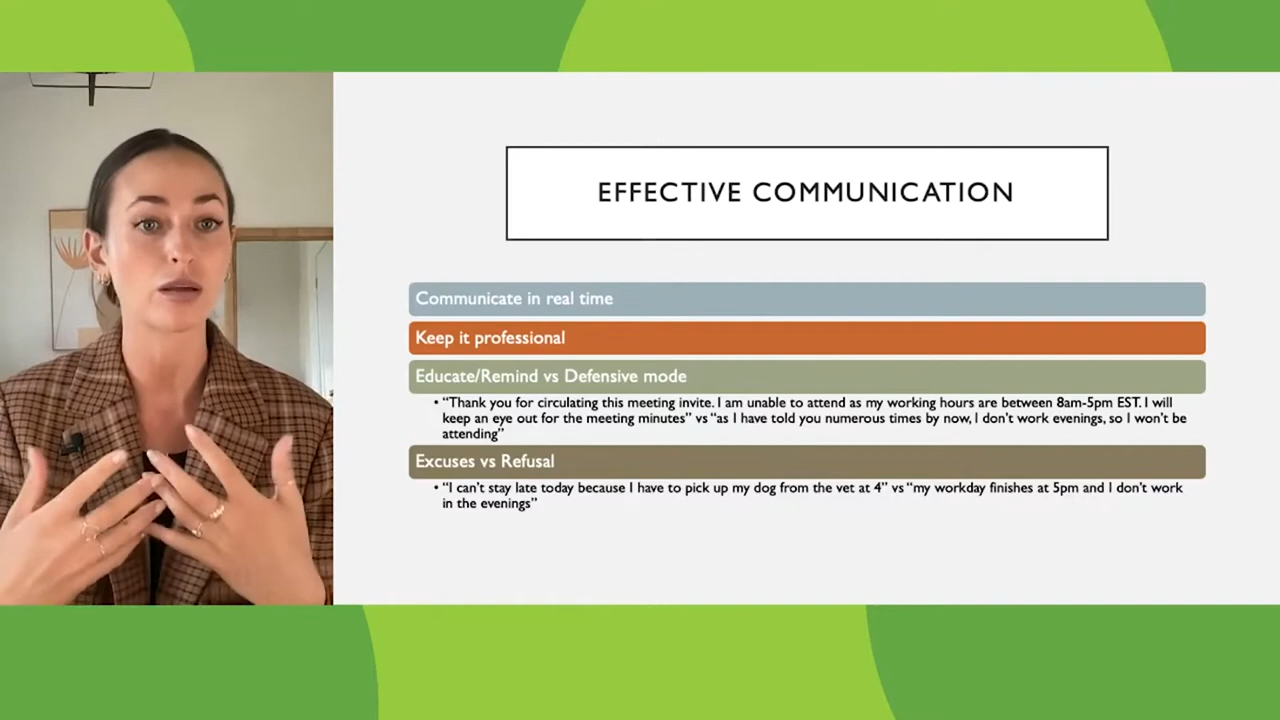 EFFECTIVE COMMUNICATION
Communicate in real time
Keep it professional
Educate/Remind vs Defensive mode
• “Thank you for circulating this meeting invite. I am unable to attend as my working hours are between 8am-5pm EST. I will
keep an eye out for the meeting minutes” vs “as I have told you numerous times by now, I don’t work evenings, so I won’t be
attending”
Excuses vs Refusal
• “I can’t stay late today because I have to pick up my dog from the vet at 4” vs “my workday finishes at 5pm and I don’t work
in the evenings”